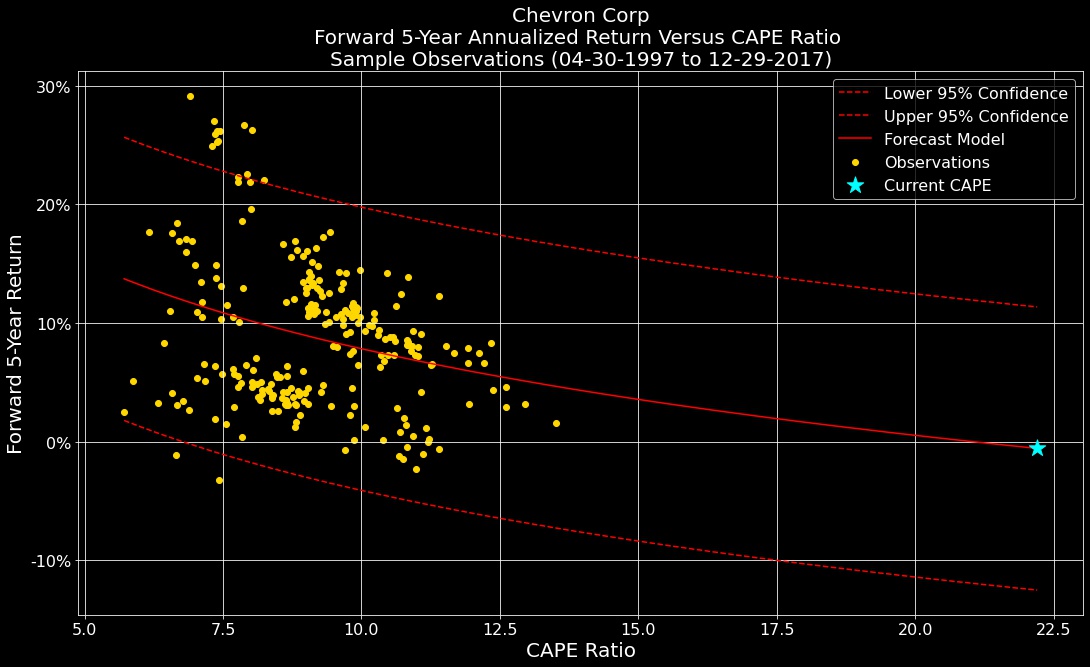 Chevron Corp
Forward 5-Year Annualized Return Versus CAPE Ratio
Sample Observations (04-30-1997 to 12-29-2017)
Lower 95% Confidence
Upper 95% Confidence
Forecast Model
Observations
Current CAPE
Forward 5-Year Return
30%
20%
10%
0%
-10%
5.0 7.5 10.0 12.5 15.0 17.5 20.0 22.5
CAPE Ratio